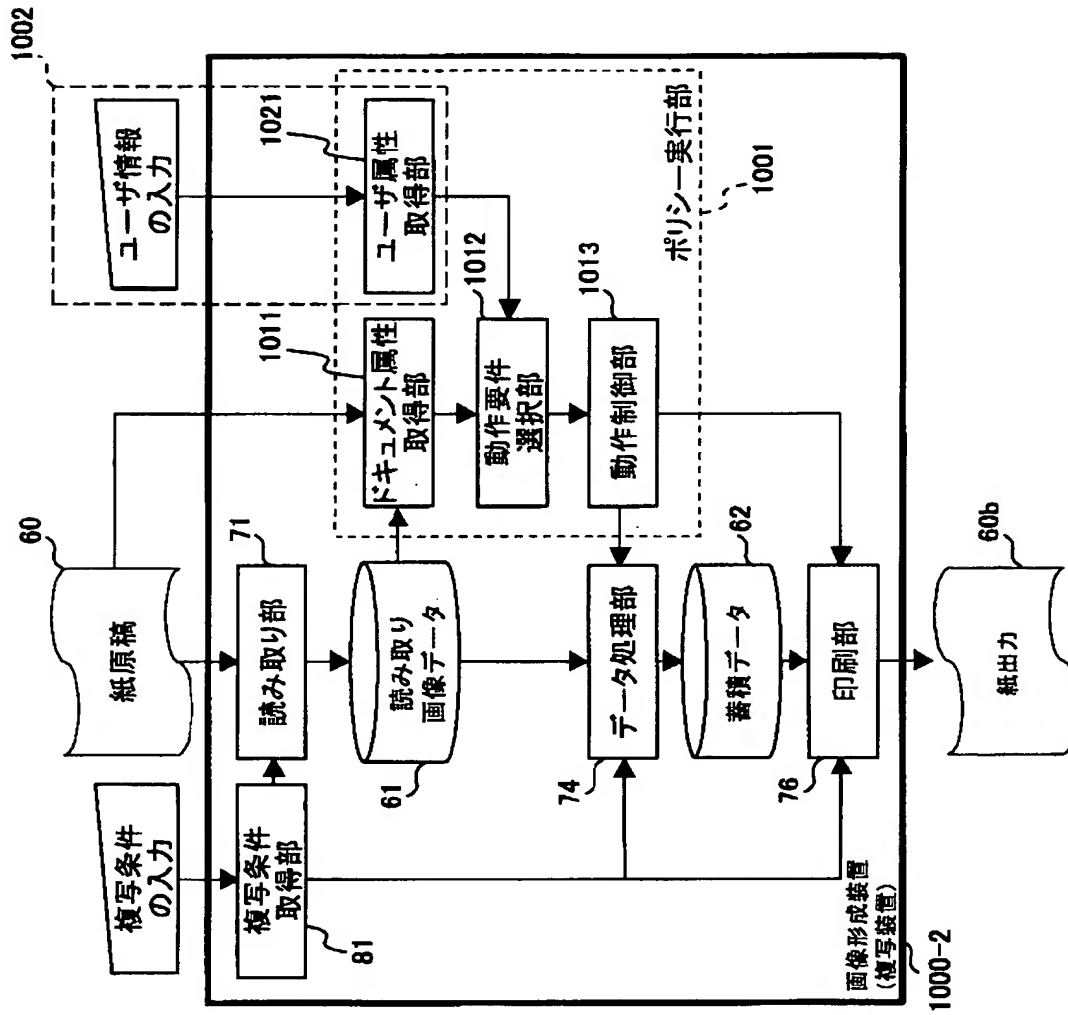 1002
60
複写条件
の入力
紙原稿
ユーザ情報
の入力
71
1011
1021
複写条件
取得部
読み取り部
ドキュメント属性
取得部
ユーザ属性
取得部
81
読み取り
画像データ
61
1012
動作要件
選択部
ポリシー実行部
1001
1013
データ処理部
74
動作制御部
62
蓄積データ
印刷部
76
画像形成装置
(複写装置)
1000-2
60b
紙出力